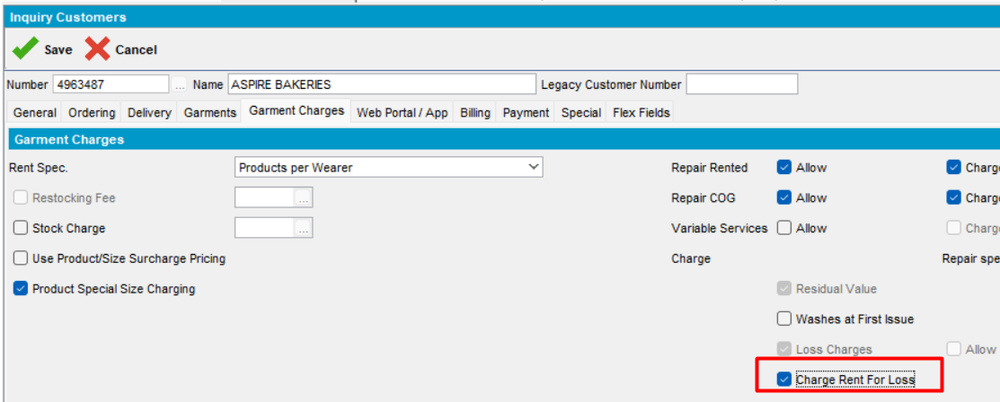 Inquiry Customers
Save Cancel
Number 4963487 ... Name ASPIRE BAKERIES Legacy Customer Number
General Ordering Delivery Garments Garment Charges Web Portal / App Billing Payment Special Flex Fields
Garment Charges
Rent Spec. Products per Wearer Repair Rented Allow Charge
Restocking Fee ... Repair COG Allow Charge
Stock Charge ... Variable Services Allow Charge
Use Product/Size Surcharge Pricing Charge Repair spe
Product Special Size Charging Residual Value
Washes at First Issue
Loss Charges Allow
Charge Rent For Loss